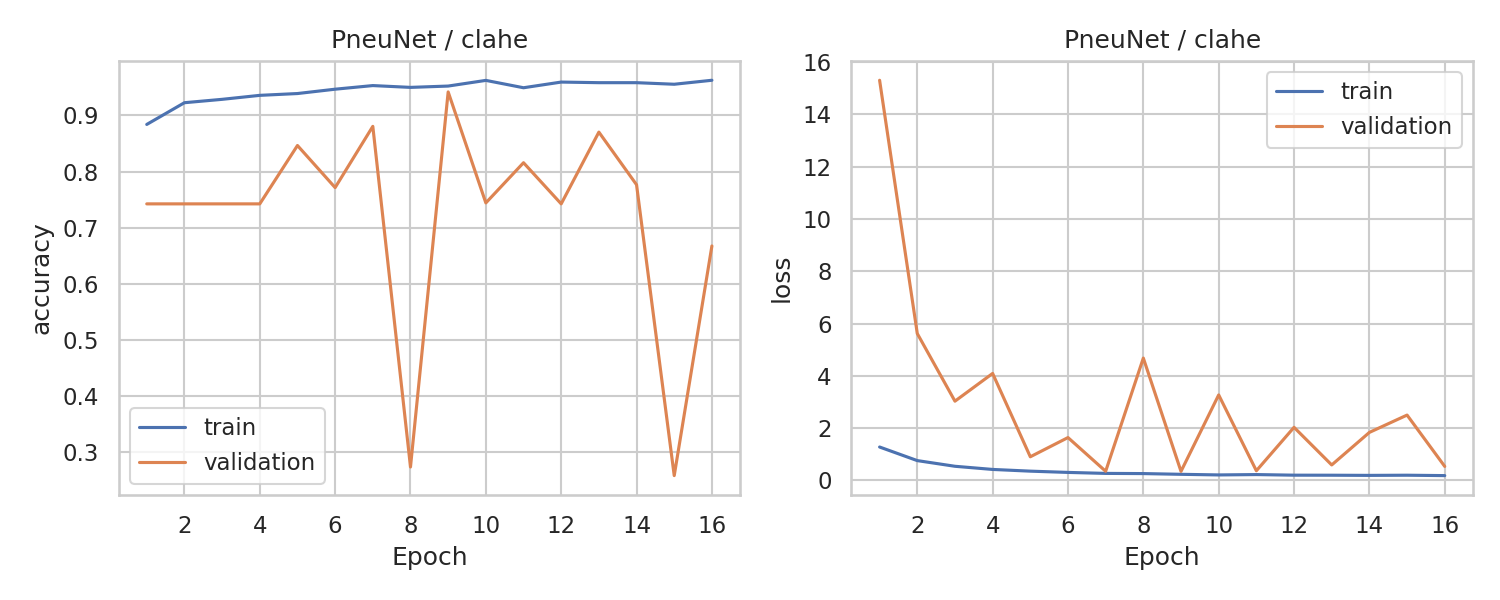 PneuNet / clahe
accuracy
0.9
0.8
0.7
0.6
0.5
0.4
0.3
train
validation
2 4 6 8 10 12 14 16
Epoch
PneuNet / clahe
loss
16
14
12
10
8
6
4
2
0
train
validation
2 4 6 8 10 12 14 16
Epoch